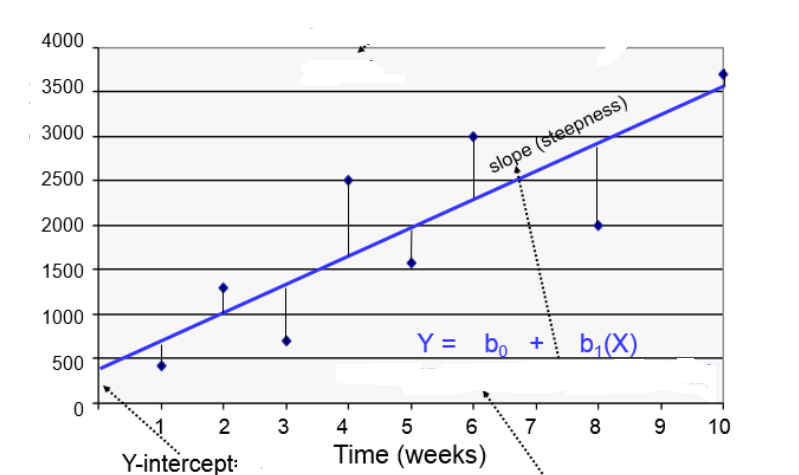 4000
3500
3000
2500
2000
1500
1000
500
0
slope (steepness)
Y = b₀ + b₁(X)
1 2 3 4 5 6 7 8 9 10
Time (weeks)
Y-intercept: